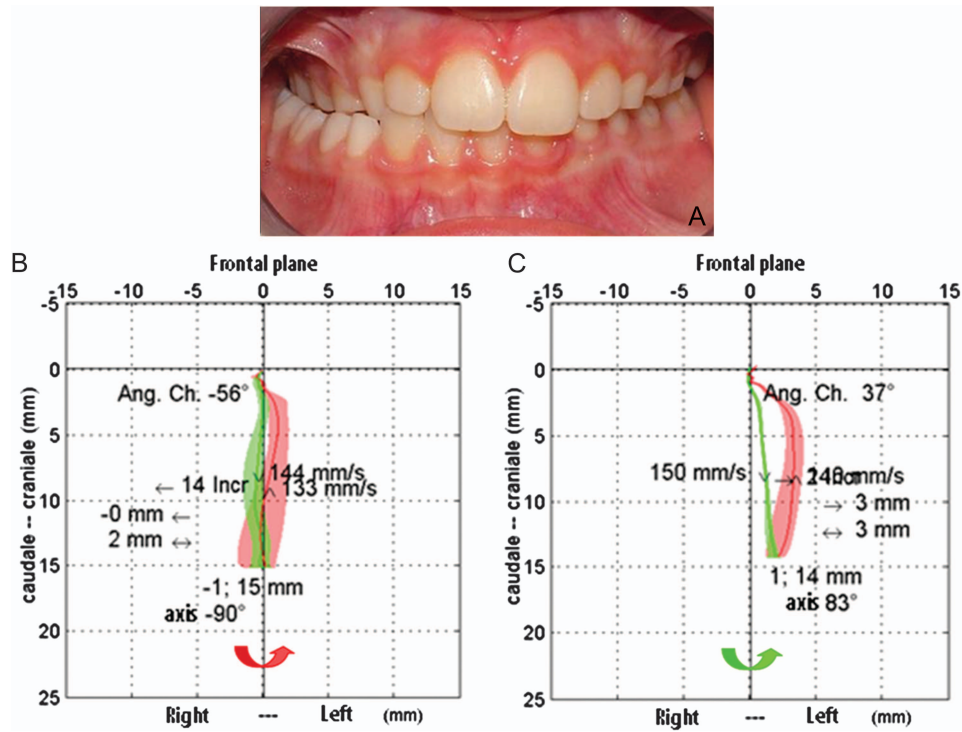 A
B
Frontal plane
-15 -10 -5 0 5 10 15
-5
0
5
10
15
20
25
caudale -- craniale (mm)
Ang. Ch. -56°
144 mm/s
← 14 Incr
133 mm/s
-0 mm ←
2 mm ↔
-1; 15 mm
axis -90°
Right --- Left (mm)
C
Frontal plane
-15 -10 -5 0 5 10 15
-5
0
5
10
15
20
25
caudale -- craniale (mm)
Ang. Ch. 37°
150 mm/s
mm/s
→ 3 mm
↔ 3 mm
1; 14 mm
axis 83°
Right --- Left (mm)